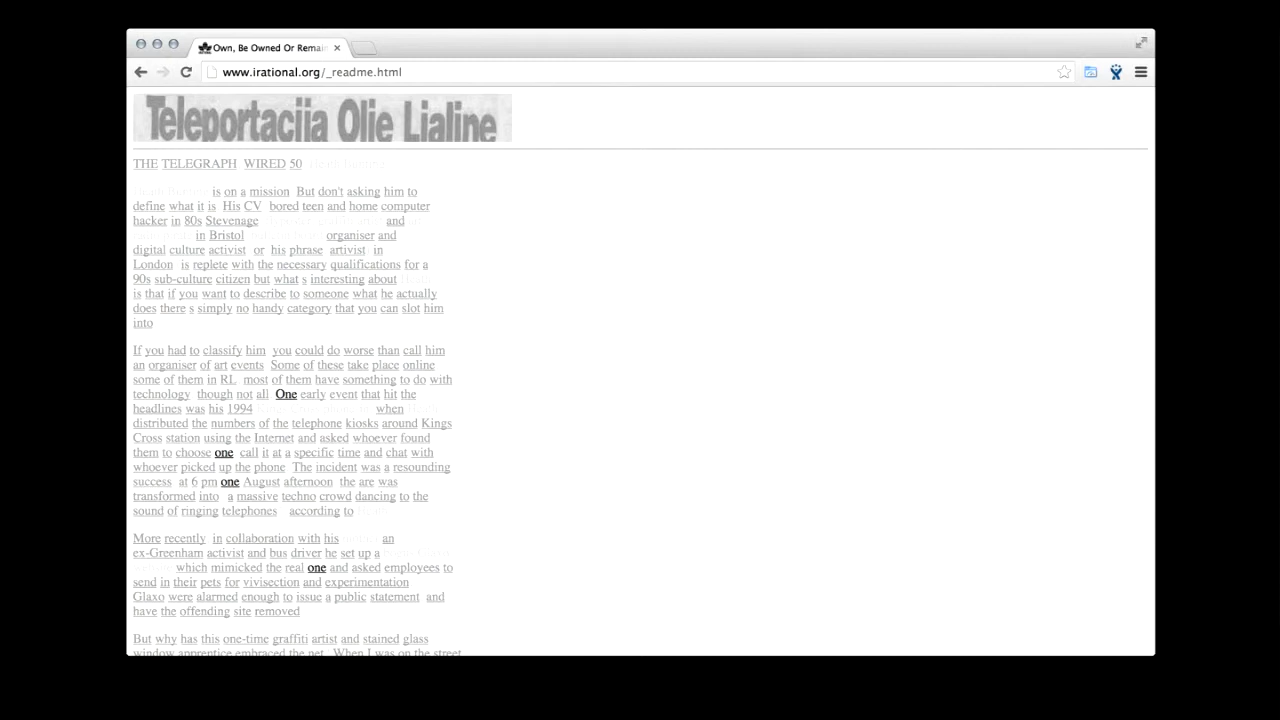 Own, Be Owned Or Remain
www.irational.org/_readme.html
Teleportacija Olie Lialine
THE TELEGRAPH WIRED 50
is on a mission But don't asking him to
define what it is His CV bored teen and home computer
hacker in 80s Stevenage and
in Bristol organiser and
digital culture activist or his phrase artivist in
London is replete with the necessary qualifications for a
90s sub-culture citizen but what s interesting about
is that if you want to describe to someone what he actually
does there s simply no handy category that you can slot him
into
If you had to classify him you could do worse than call him
an organiser of art events Some of these take place online
some of them in RL most of them have something to do with
technology though not all One early event that hit the
headlines was his 1994 when
distributed the numbers of the telephone kiosks around Kings
Cross station using the Internet and asked whoever found
them to choose one call it at a specific time and chat with
whoever picked up the phone The incident was a resounding
success at 6 pm one August afternoon the are was
transformed into a massive techno crowd dancing to the
sound of ringing telephones according to
More recently in collaboration with his an
ex-Greenham activist and bus driver he set up a
which mimicked the real one and asked employees to
send in their pets for vivisection and experimentation
Glaxo were alarmed enough to issue a public statement and
have the offending site removed
But why has this one-time graffiti artist and stained glass
window apprentice embraced the net When I was on the street